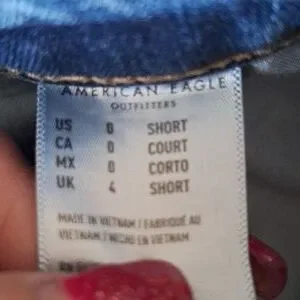 AMERICAN EAGLE
OUTFITTERS
US 0 SHORT
CA 0 COURT
MX 0 CORTO
UK 4 SHORT
MADE IN VIETNAM / FABRIQUÉ AU
VIETNAM / HECHO EN VIETNAM